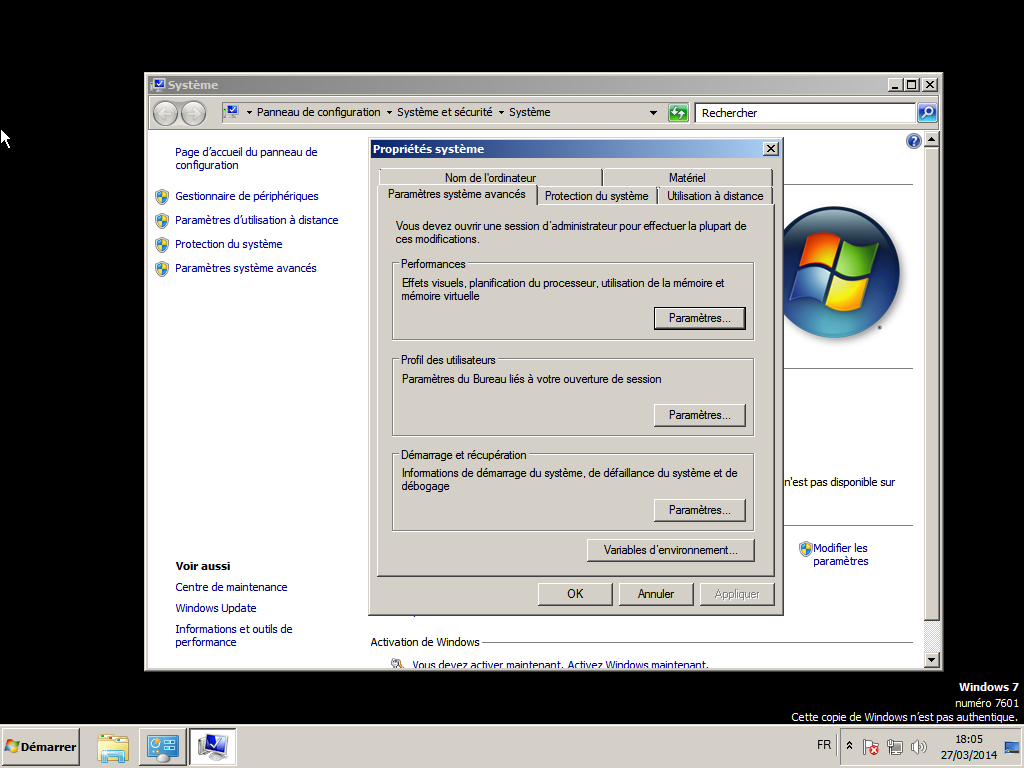 Système
Panneau de configuration
Système et sécurité
Système
Rechercher
Page d'accueil du panneau de
configuration
Gestionnaire de périphériques
Paramètres d'utilisation à distance
Protection du système
Paramètres système avancés
Propriétés système
Nom de l'ordinateur
Matériel
Paramètres système avancés
Protection du système
Utilisation à distance
Vous devez ouvrir une session d'administrateur pour effectuer la plupart de
ces modifications.
Performances
Effets visuels, planification du processeur, utilisation de la mémoire et
mémoire virtuelle
Paramètres...
Profil des utilisateurs
Paramètres du Bureau liés à votre ouverture de session
Paramètres...
Démarrage et récupération
Informations de démarrage du système, de défaillance du système et de
débogage
Paramètres...
Variables d'environnement...
OK
Annuler
Appliquer
n'est pas disponible sur
Modifier les
paramètres
Voir aussi
Centre de maintenance
Windows Update
Informations et outils de
performance
Activation de Windows
Vous devez activer maintenant. Activez Windows maintenant.
Windows 7
numéro 7601
Cette copie de Windows n'est pas authentique.
Démarrer
FR
18:05
27/03/2014